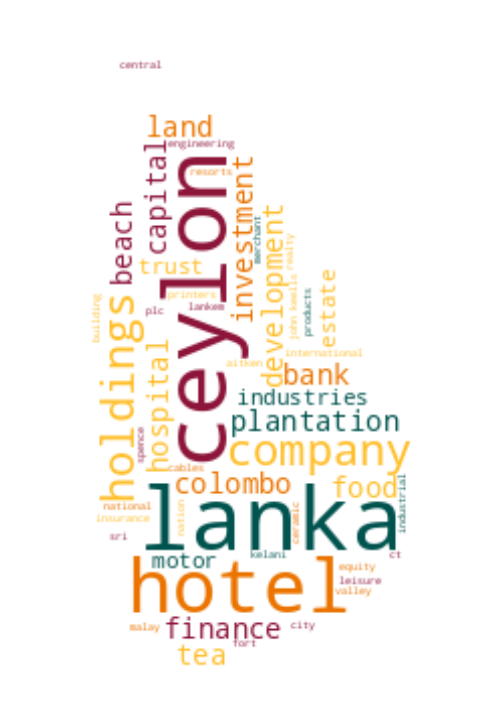 central
land
engineering
capital
ceylon
resorts
investment
beach
merchant
development
trust
realty
john keells
holdings
building
printers
plc
lankem
products
estate
hospital
aitken
international
bank
industries
plantation
spence
company
cables
colombo
food
industrial
lanka
national
insurance
nation
ceramic
sri
motor
kelani
ct
hotel
equity
leisure
valley
malay
finance
city
fort
tea